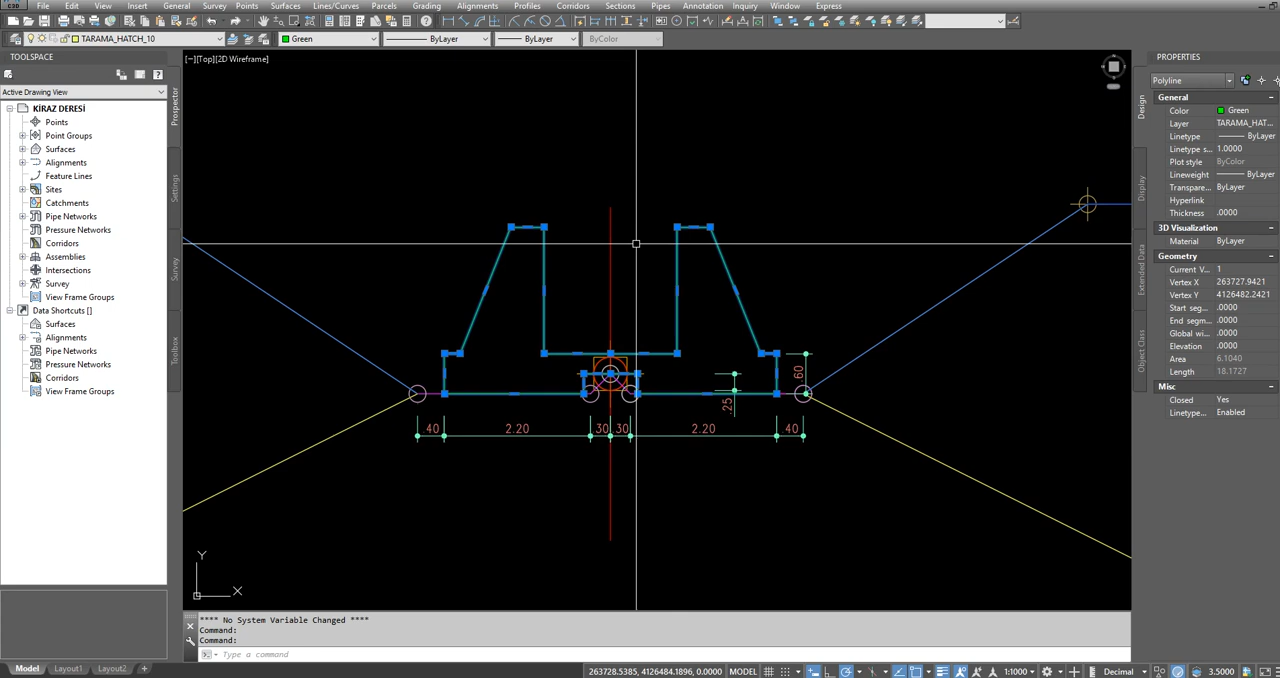 File Edit View Insert General Survey Points Surfaces Lines/Curves Parcels Grading Alignments Profiles Corridors Sections Pipes Annotation Inquiry Window Express
TARAMA_HATCH_10 Green ByLayer ByLayer ByColor
TOOLSPACE
Active Drawing View
KİRAZ DERESİ
Points
Point Groups
Surfaces
Alignments
Feature Lines
Sites
Catchments
Pipe Networks
Pressure Networks
Corridors
Assemblies
Intersections
Survey
View Frame Groups
Data Shortcuts []
Surfaces
Alignments
Pipe Networks
Pressure Networks
Corridors
View Frame Groups
Prospector
Settings
Survey
Toolbox
[−][Top][2D Wireframe]
.60
.25
.40 2.20 .30 .30 2.20 .40
Y
X
**** No System Variable Changed ****
Command:
Command:
Type a command
Design
Display
Extended Data
Object Class
PROPERTIES
Polyline
General
Color Green
Layer TARAMA_HAT...
Linetype ByLayer
Linetype s... 1.0000
Plot style ByColor
Lineweight ByLayer
Transpare... ByLayer
Hyperlink
Thickness .0000
3D Visualization
Material ByLayer
Geometry
Current V... 1
Vertex X 263727.9421
Vertex Y 4126482.2421
Start seg... .0000
End segm... .0000
Global wi... .0000
Elevation .0000
Area 6.1040
Length 18.1727
Misc
Closed Yes
Linetype... Enabled
Model Layout1 Layout2 +
263728.5385, 4126484.1896, 0.0000 MODEL 1:1000 Decimal 3.5000